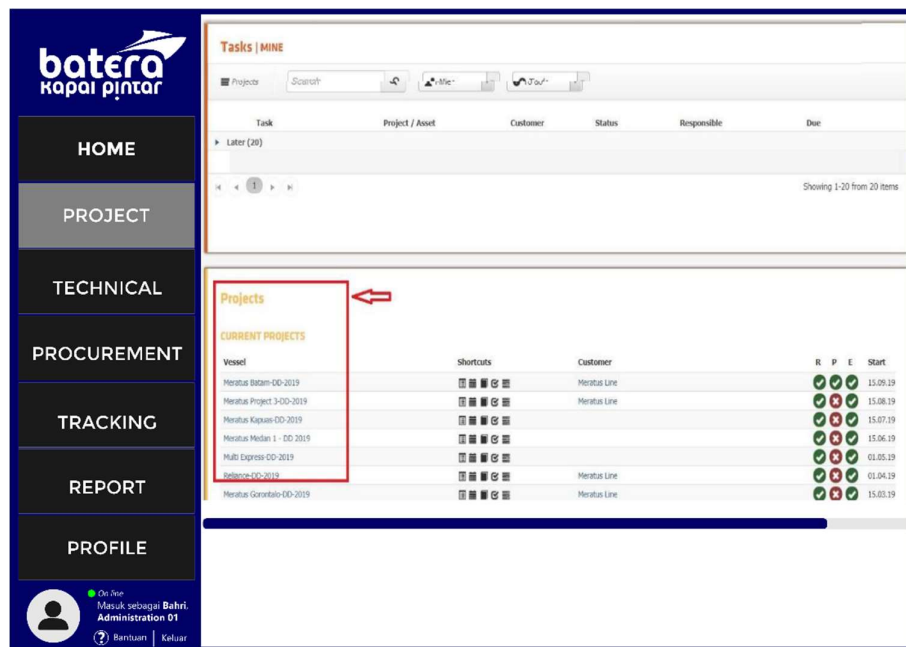 batera
kapal pintar
HOME
PROJECT
TECHNICAL
PROCUREMENT
TRACKING
REPORT
PROFILE
On line
Masuk sebagai Bahri.
Administration 01
? Bantuan | Keluar
Tasks | MINE
Projects Search
Task Project / Asset Customer Status Responsible Due
Later (20)
1 Showing 1-20 from 20 items
Projects
CURRENT PROJECTS
Vessel Shortcuts Customer R P E Start
Meratus Batam-DD-2019 Meratus Line 15.09.19
Meratus Project 3-DD-2019 Meratus Line 15.08.19
Meratus Kapuas-DD-2019 15.07.19
Meratus Medan 1 - DD 2019 15.06.19
Multi Express-DD-2019 01.05.19
Reliance-DD-2019 Meratus Line 01.04.19
Meratus Gorontalo-DD-2019 Meratus Line 15.03.19